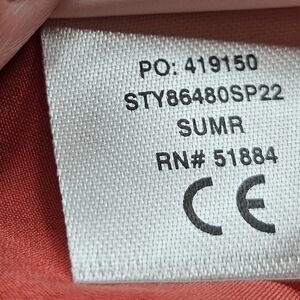 PO: 419150
STY86480SP22
SUMR
RN# 51884
CE